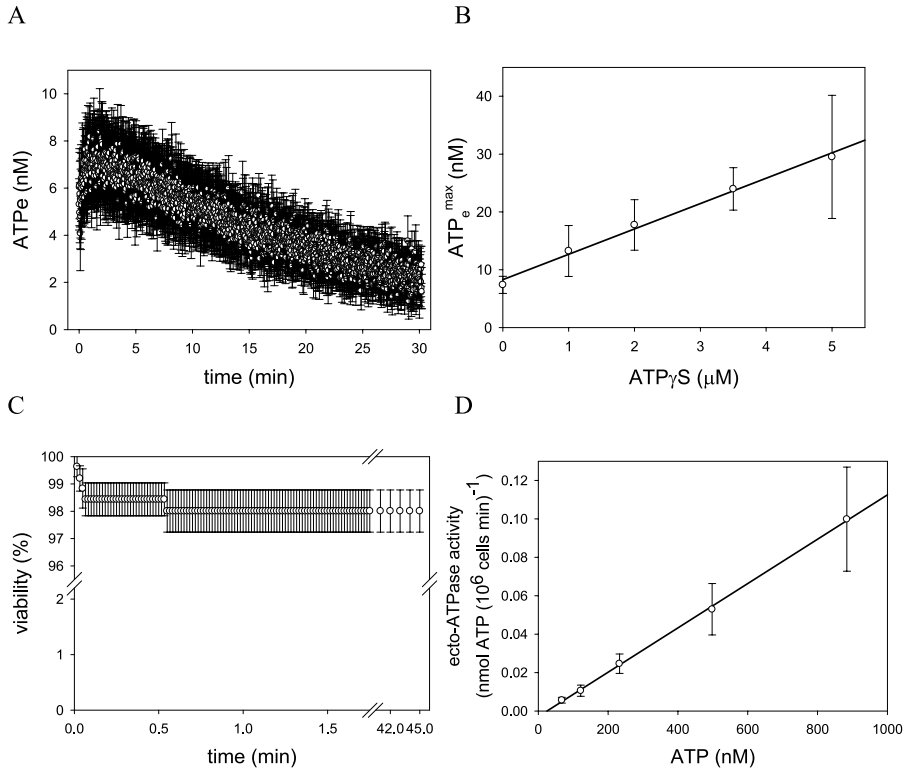 A
ATPe (nM)
10
8
6
4
2
0
0 5 10 15 20 25 30
time (min)
B
ATPe^max (nM)
40
30
20
10
0
0 1 2 3 4 5
ATPγS (µM)
C
viability (%)
100
99
98
97
96
2
1
0
0.0 0.5 1.0 1.5 42.0 45.0
time (min)
D
ecto-ATPase activity
(nmol ATP (10^6 cells min)^-1
0.12
0.10
0.08
0.06
0.04
0.02
0.00
0 200 400 600 800 1000
ATP (nM)